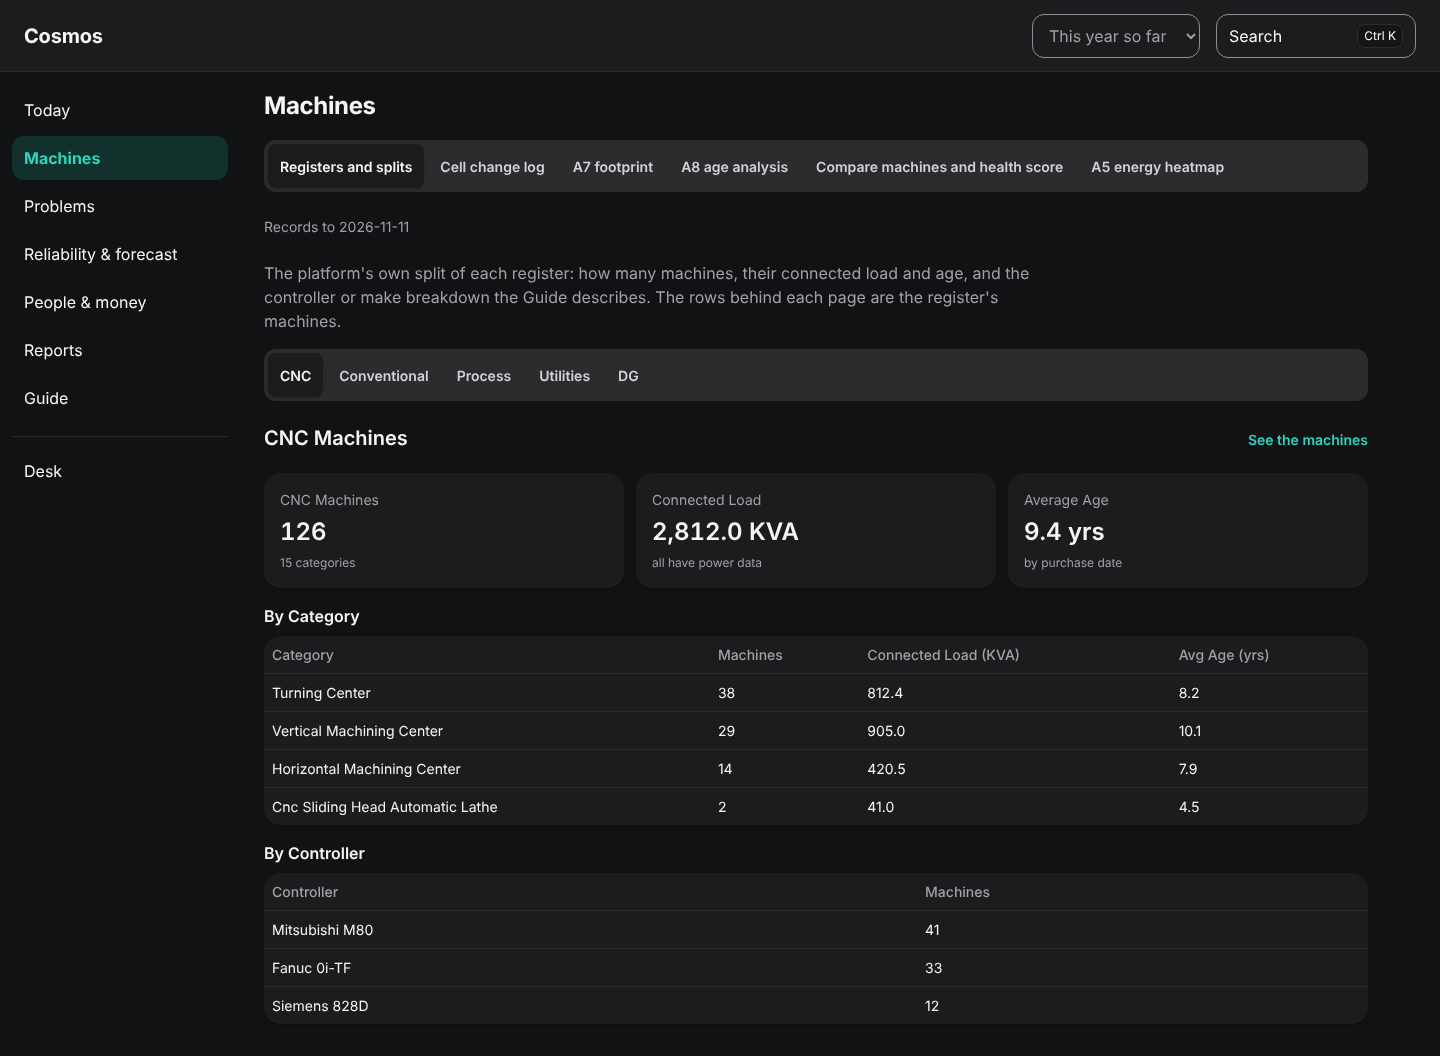 Cosmos
This year so far
Search
Ctrl K
Today
Machines
Problems
Reliability & forecast
People & money
Reports
Guide
Desk
Machines
Registers and splits
Cell change log
A7 footprint
A8 age analysis
Compare machines and health score
A5 energy heatmap
Records to 2026-11-11
The platform's own split of each register: how many machines, their connected load and age, and the
controller or make breakdown the Guide describes. The rows behind each page are the register's
machines.
CNC
Conventional
Process
Utilities
DG
CNC Machines
See the machines
CNC Machines
126
15 categories
Connected Load
2,812.0 KVA
all have power data
Average Age
9.4 yrs
by purchase date
By Category
Category Machines Connected Load (KVA) Avg Age (yrs)
Turning Center 38 812.4 8.2
Vertical Machining Center 29 905.0 10.1
Horizontal Machining Center 14 420.5 7.9
Cnc Sliding Head Automatic Lathe 2 41.0 4.5
By Controller
Controller Machines
Mitsubishi M80 41
Fanuc 0i-TF 33
Siemens 828D 12